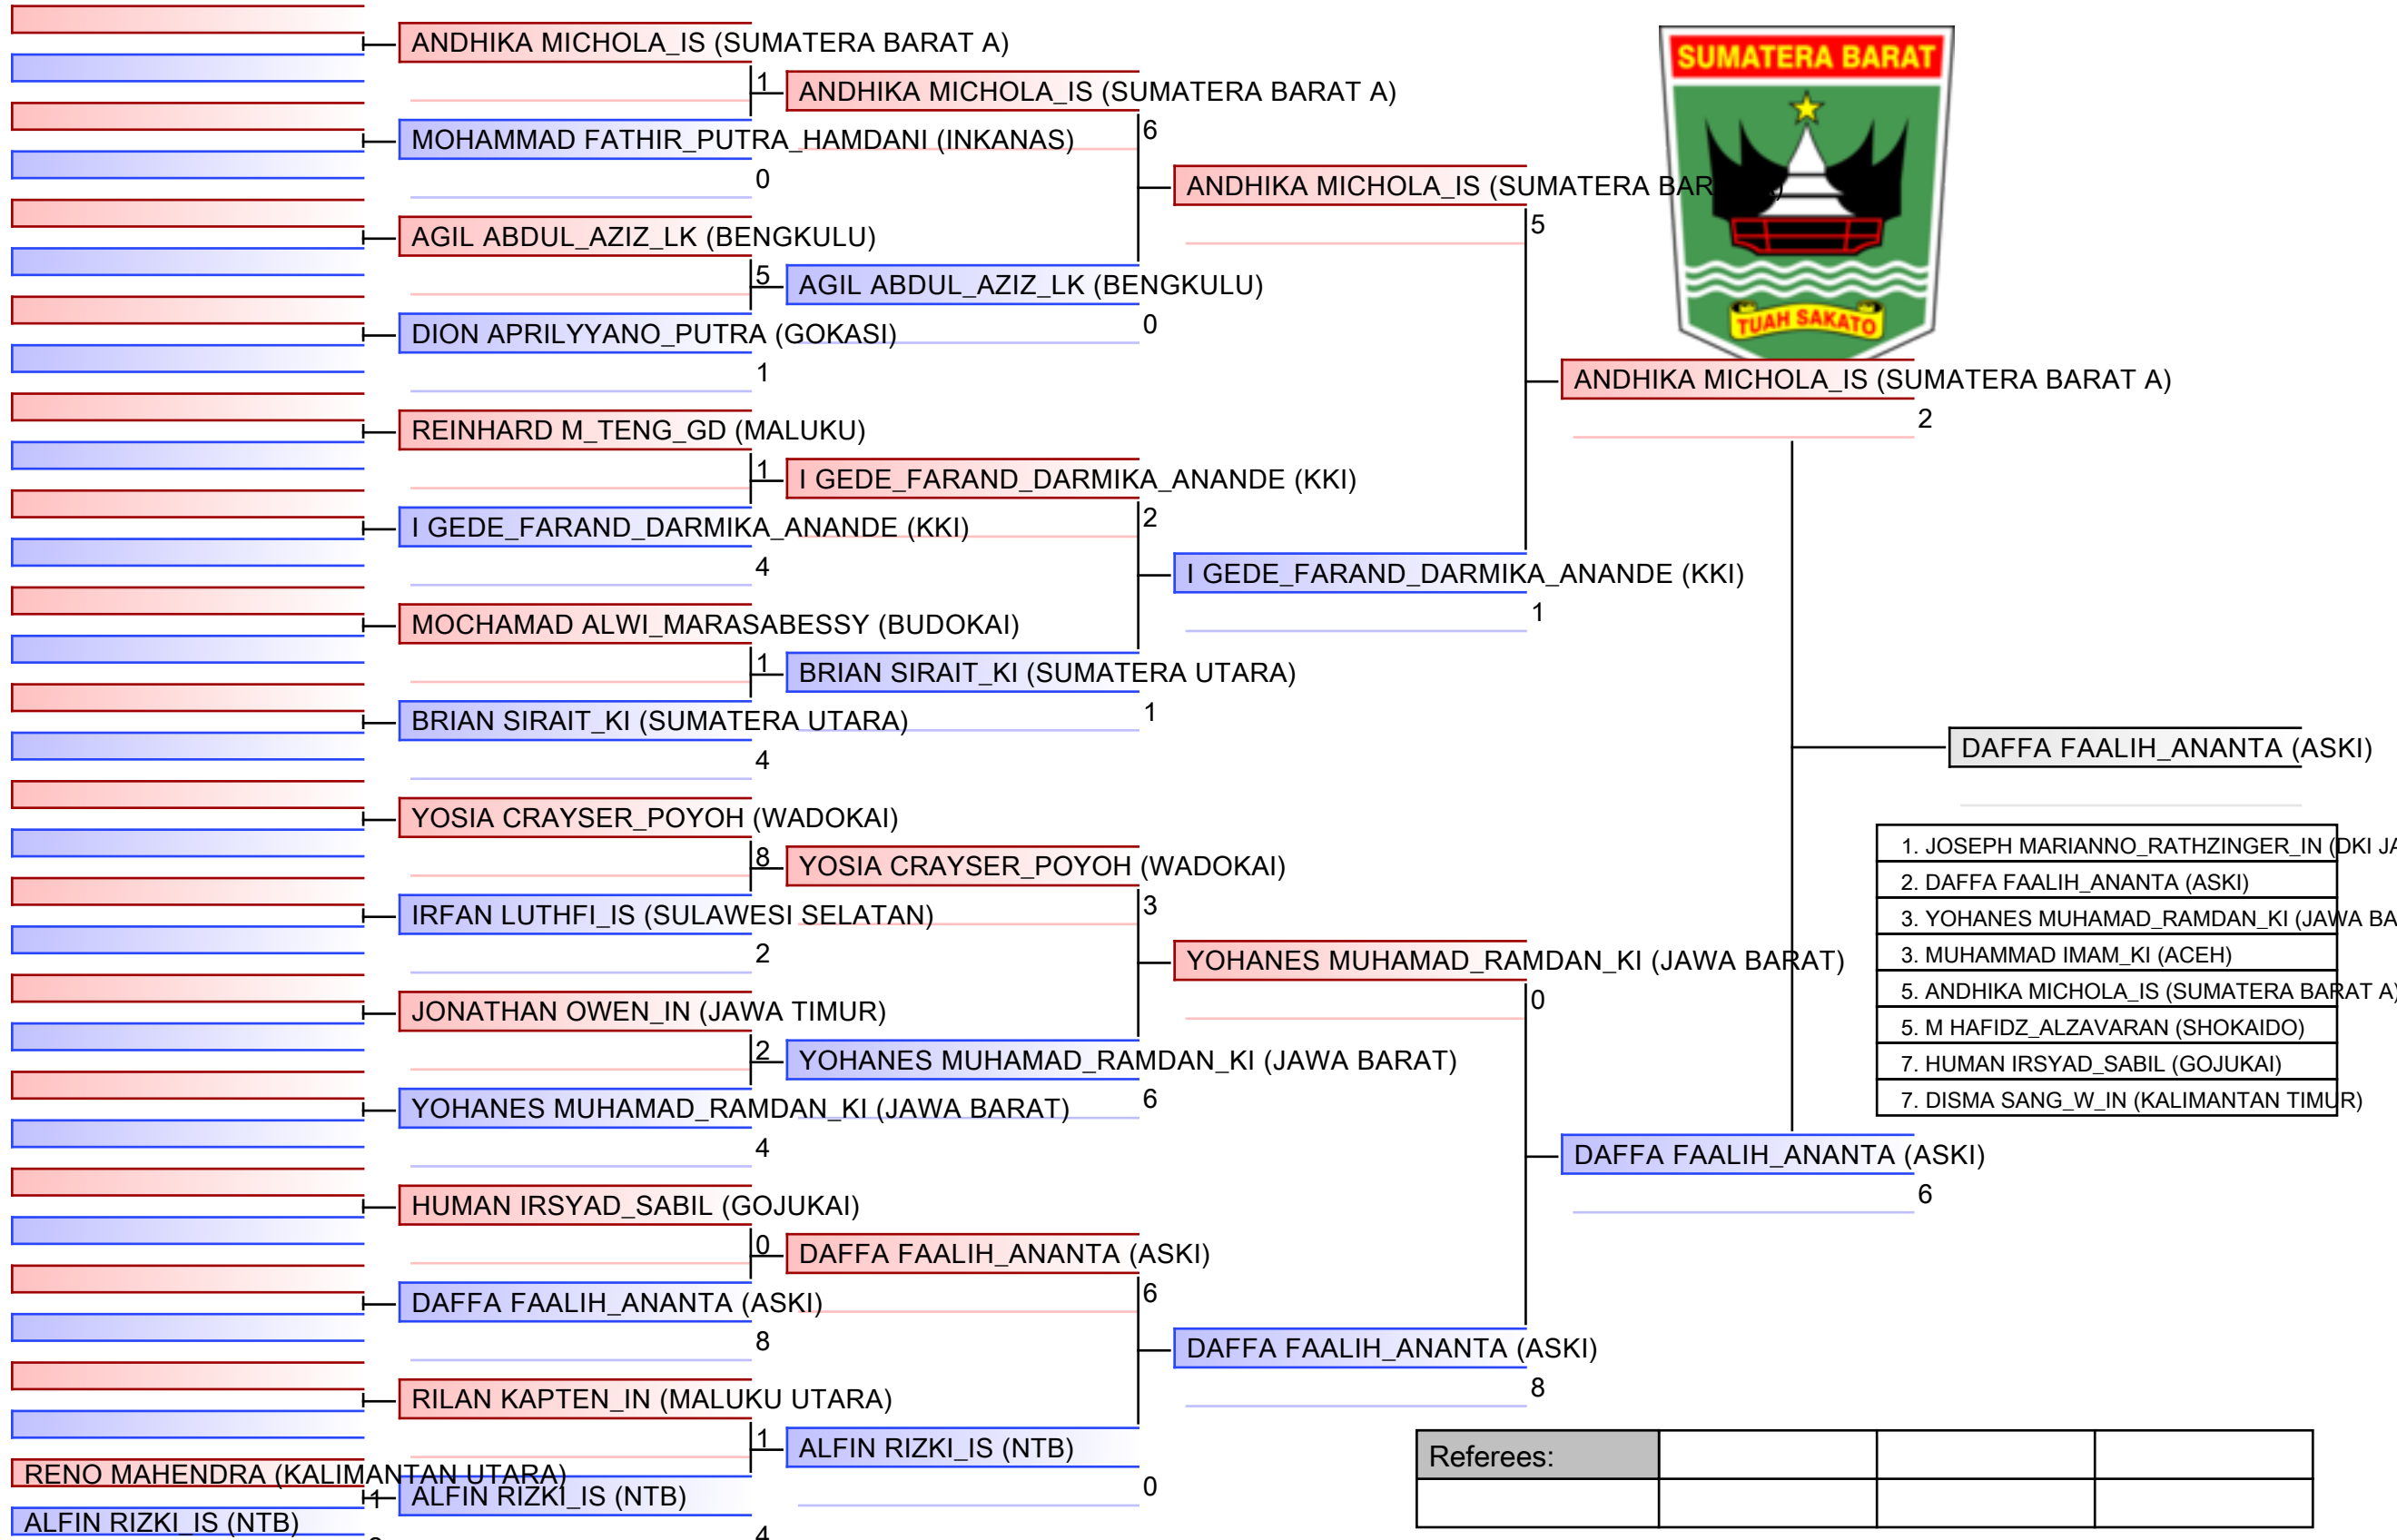 RENO MAHENDRA (KALIMANTAN UTARA)
1
ALFIN RIZKI_IS (NTB)
ANDHIKA MICHOLA_IS (SUMATERA BARAT A)
1
MOHAMMAD FATHIR_PUTRA_HAMDANI (INKANAS)
0
AGIL ABDUL_AZIZ_LK (BENGKULU)
5
DION APRILYYANO_PUTRA (GOKASI)
1
REINHARD M_TENG_GD (MALUKU)
1
I GEDE_FARAND_DARMIKA_ANANDE (KKI)
4
MOCHAMAD ALWI_MARASABESSY (BUDOKAI)
1
BRIAN SIRAIT_KI (SUMATERA UTARA)
4
YOSIA CRAYSER_POYOH (WADOKAI)
8
IRFAN LUTHFI_IS (SULAWESI SELATAN)
2
JONATHAN OWEN_IN (JAWA TIMUR)
2
YOHANES MUHAMAD_RAMDAN_KI (JAWA BARAT)
4
HUMAN IRSYAD_SABIL (GOJUKAI)
0
DAFFA FAALIH_ANANTA (ASKI)
8
RILAN KAPTEN_IN (MALUKU UTARA)
1
ALFIN RIZKI_IS (NTB)
4
ANDHIKA MICHOLA_IS (SUMATERA BARAT A)
6
AGIL ABDUL_AZIZ_LK (BENGKULU)
0
I GEDE_FARAND_DARMIKA_ANANDE (KKI)
2
BRIAN SIRAIT_KI (SUMATERA UTARA)
1
YOSIA CRAYSER_POYOH (WADOKAI)
3
YOHANES MUHAMAD_RAMDAN_KI (JAWA BARAT)
6
DAFFA FAALIH_ANANTA (ASKI)
6
ALFIN RIZKI_IS (NTB)
0
ANDHIKA MICHOLA_IS (SUMATERA BAR
5
I GEDE_FARAND_DARMIKA_ANANDE (KKI)
1
YOHANES MUHAMAD_RAMDAN_KI (JAWA BARAT)
0
DAFFA FAALIH_ANANTA (ASKI)
8
SUMATERA BARAT
TUAH SAKATO
ANDHIKA MICHOLA_IS (SUMATERA BARAT A)
2
DAFFA FAALIH_ANANTA (ASKI)
6
DAFFA FAALIH_ANANTA (ASKI)
1. JOSEPH MARIANNO_RATHZINGER_IN (DKI JA
2. DAFFA FAALIH_ANANTA (ASKI)
3. YOHANES MUHAMAD_RAMDAN_KI (JAWA BA
3. MUHAMMAD IMAM_KI (ACEH)
5. ANDHIKA MICHOLA_IS (SUMATERA BARAT A)
5. M HAFIDZ_ALZAVARAN (SHOKAIDO)
7. HUMAN IRSYAD_SABIL (GOJUKAI)
7. DISMA SANG_W_IN (KALIMANTAN TIMUR)
Referees: